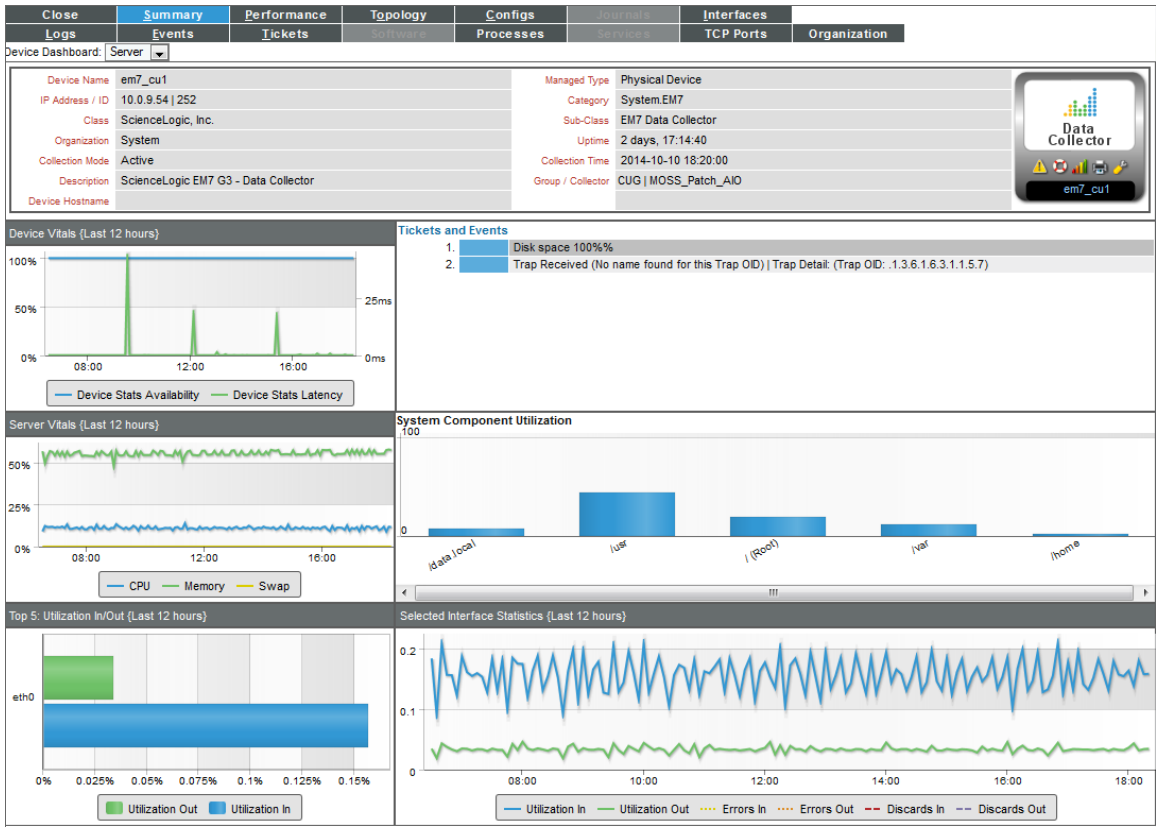 Close Summary Performance Topology Configs Journals Interfaces
Logs Events Tickets Software Processes Services TCP Ports Organization
Device Dashboard: Server
Device Name em7_cu1 Managed Type Physical Device
IP Address / ID 10.0.9.54 | 252 Category System.EM7
Class ScienceLogic, Inc. Sub-Class EM7 Data Collector
Organization System Uptime 2 days, 17:14:40
Collection Mode Active Collection Time 2014-10-10 18:20:00
Description ScienceLogic EM7 G3 - Data Collector Group / Collector CUG | MOSS_Patch_AIO
Device Hostname
Data
Collector
em7_cu1
Device Vitals {Last 12 hours}
100%
50%
0%
25ms
0ms
08:00 12:00 16:00
Device Stats Availability Device Stats Latency
Tickets and Events
1. Disk space 100%%
2. Trap Received (No name found for this Trap OID) | Trap Detail: (Trap OID: .1.3.6.1.6.3.1.1.5.7)
Server Vitals {Last 12 hours}
50%
25%
0%
08:00 12:00 16:00
CPU Memory Swap
System Component Utilization
100
0
/data.local /usr / (Root) /var /home
Top 5: Utilization In/Out {Last 12 hours}
eth0
0% 0.025% 0.05% 0.075% 0.1% 0.125% 0.15%
Utilization Out Utilization In
Selected Interface Statistics {Last 12 hours}
0.2
0.1
0
08:00 10:00 12:00 14:00 16:00 18:00
Utilization In Utilization Out Errors In Errors Out Discards In Discards Out